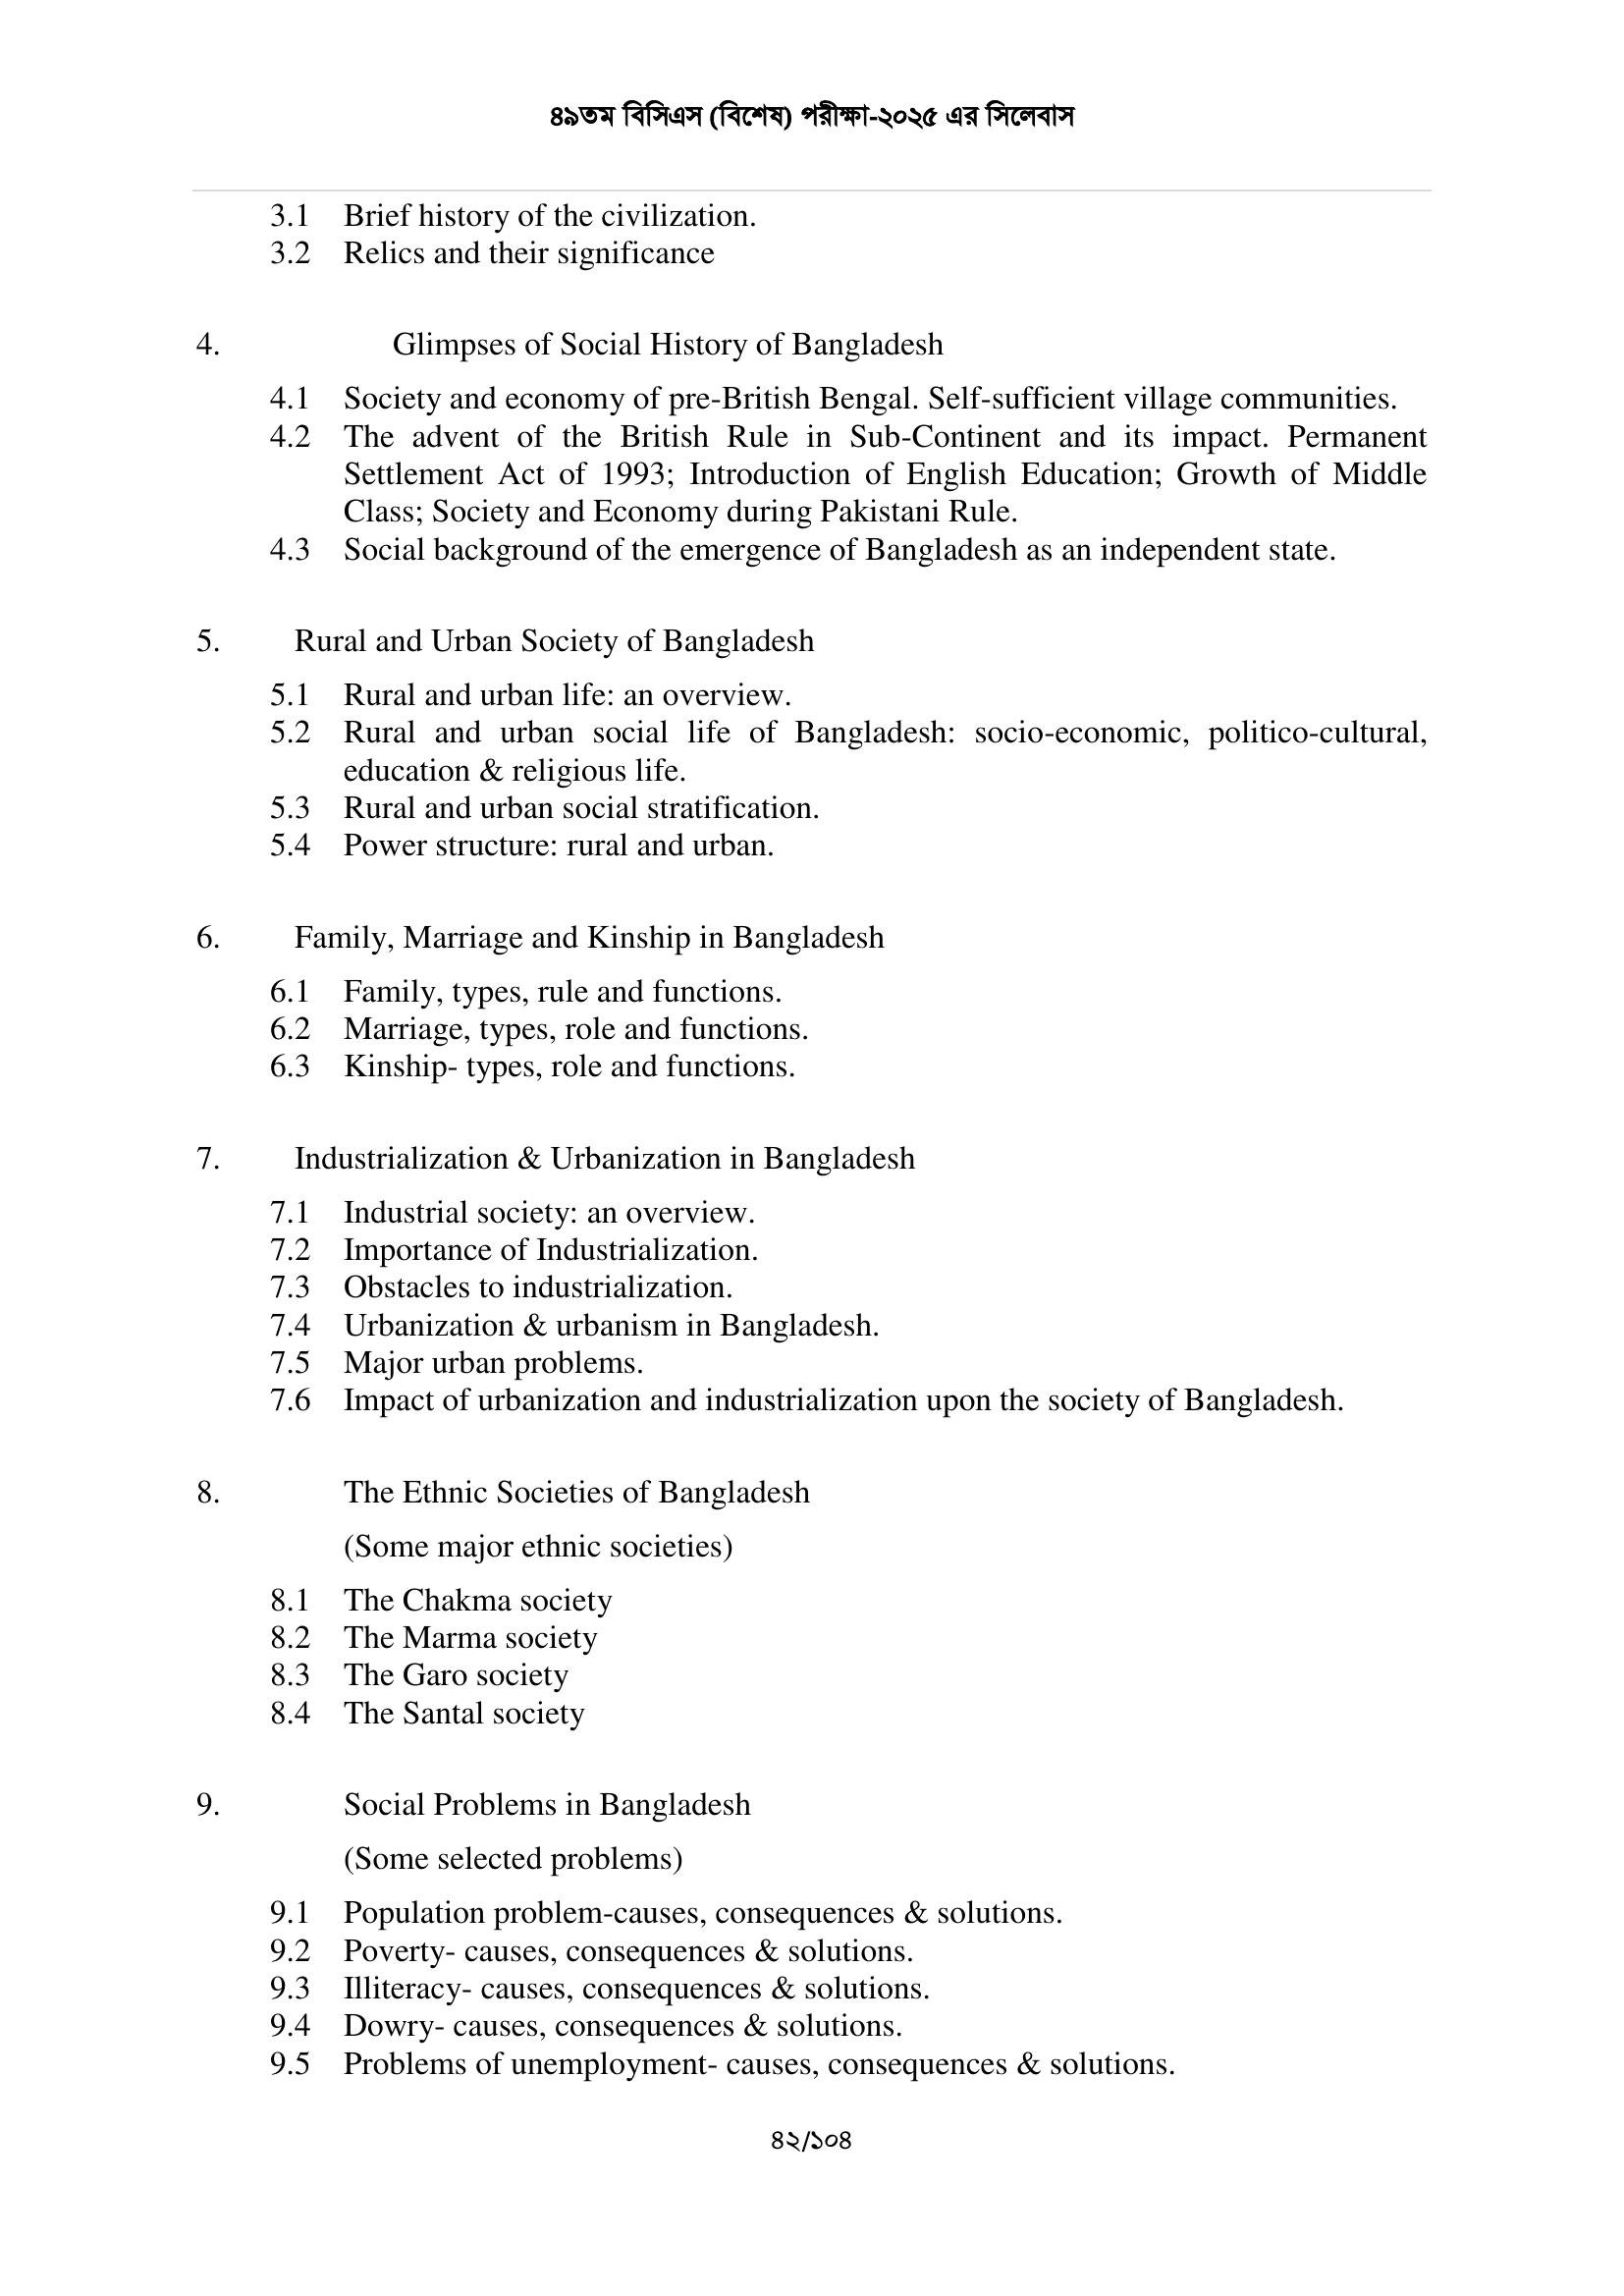 ৪৯তম বিসিএস (বিশেষ) পরীক্ষা-২০২৫ এর সিলেবাস
3.1 Brief history of the civilization.
3.2 Relics and their significance
4. Glimpses of Social History of Bangladesh
4.1 Society and economy of pre-British Bengal. Self-sufficient village communities.
4.2 The advent of the British Rule in Sub-Continent and its impact. Permanent
Settlement Act of 1993; Introduction of English Education; Growth of Middle
Class; Society and Economy during Pakistani Rule.
4.3 Social background of the emergence of Bangladesh as an independent state.
5. Rural and Urban Society of Bangladesh
5.1 Rural and urban life: an overview.
5.2 Rural and urban social life of Bangladesh: socio-economic, politico-cultural,
education & religious life.
5.3 Rural and urban social stratification.
5.4 Power structure: rural and urban.
6. Family, Marriage and Kinship in Bangladesh
6.1 Family, types, rule and functions.
6.2 Marriage, types, role and functions.
6.3 Kinship- types, role and functions.
7. Industrialization & Urbanization in Bangladesh
7.1 Industrial society: an overview.
7.2 Importance of Industrialization.
7.3 Obstacles to industrialization.
7.4 Urbanization & urbanism in Bangladesh.
7.5 Major urban problems.
7.6 Impact of urbanization and industrialization upon the society of Bangladesh.
8. The Ethnic Societies of Bangladesh
(Some major ethnic societies)
8.1 The Chakma society
8.2 The Marma society
8.3 The Garo society
8.4 The Santal society
9. Social Problems in Bangladesh
(Some selected problems)
9.1 Population problem-causes, consequences & solutions.
9.2 Poverty- causes, consequences & solutions.
9.3 Illiteracy- causes, consequences & solutions.
9.4 Dowry- causes, consequences & solutions.
9.5 Problems of unemployment- causes, consequences & solutions.
৪২/১০৪